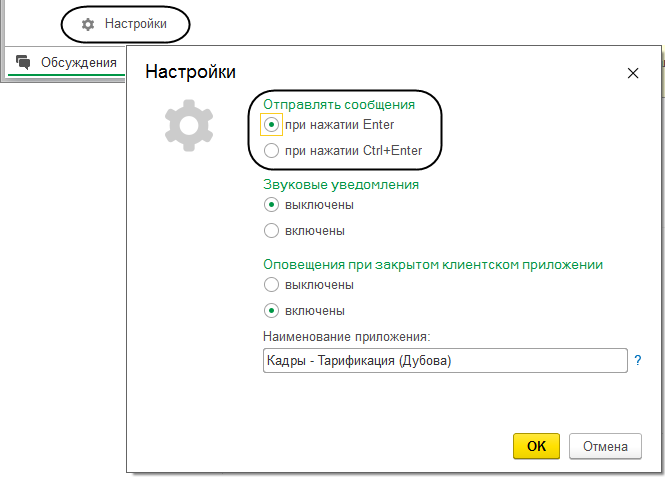 Настройки
Обсуждения
Настройки
Отправлять сообщения
при нажатии Enter
при нажатии Ctrl+Enter
Звуковые уведомления
выключены
включены
Оповещения при закрытом клиентском приложении
выключены
включены
Наименование приложения:
Кадры - Тарификация (Дубова) ?
OK Отмена